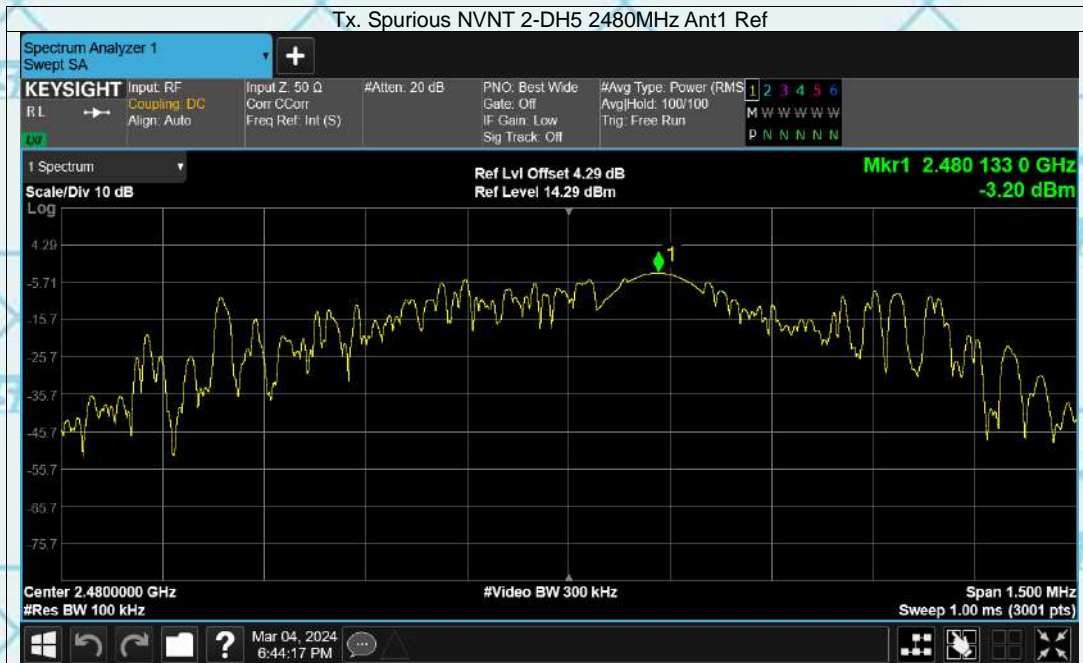 Tx. Spurious NVNT 2-DH5 2480MHz Ant1 Ref
Spectrum Analyzer 1
Swept SA
+
KEYSIGHT
RL
LXI
Input: RF
Coupling: DC
Align: Auto
Input Z: 50 Ω
Corr CCorr
Freq Ref: Int (S)
#Atten: 20 dB
PNO: Best Wide
Gate: Off
IF Gain: Low
Sig Track: Off
#Avg Type: Power (RMS
Avg|Hold: 100/100
Trig: Free Run
1 2 3 4 5 6
M W W W W W
P N N N N N
1 Spectrum
Scale/Div 10 dB
Ref Lvl Offset 4.29 dB
Ref Level 14.29 dBm
Mkr1 2.480 133 0 GHz
-3.20 dBm
Log
4.29
-5.71
-15.7
-25.7
-35.7
-45.7
-55.7
-65.7
-75.7
1
Center 2.4800000 GHz
#Video BW 300 kHz
Span 1.500 MHz
#Res BW 100 kHz
Sweep 1.00 ms (3001 pts)
?
Mar 04, 2024
6:44:17 PM